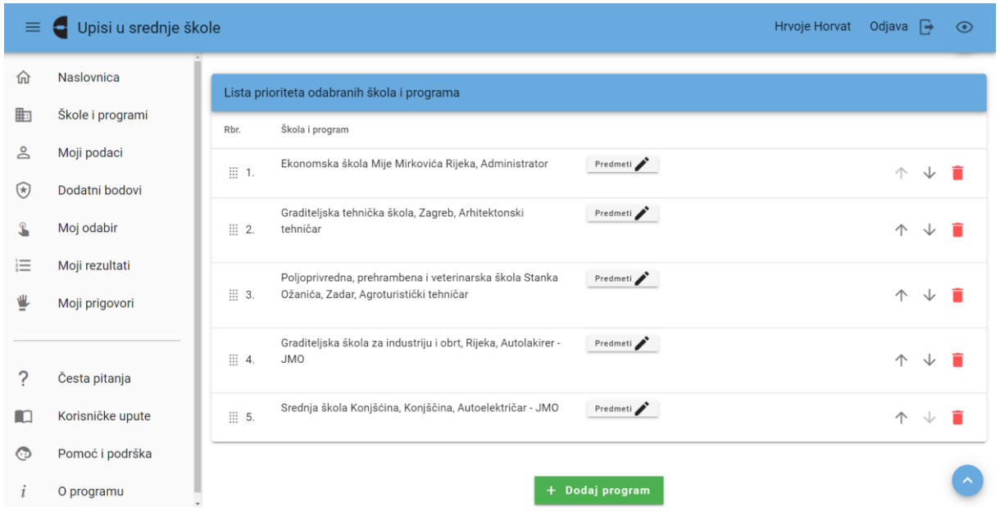 Upisi u srednje škole
Hrvoje Horvat
Odjava
Naslovnica
Škole i programi
Moji podaci
Dodatni bodovi
Moj odabir
Moji rezultati
Moji prigovori
Česta pitanja
Korisničke upute
Pomoć i podrška
O programu
Lista prioriteta odabranih škola i programa
Rbr. Škola i program
1. Ekonomska škola Mije Mirkovića Rijeka, Administrator Predmeti
2. Graditeljska tehnička škola, Zagreb, Arhitektonski
tehničar
Predmeti
3. Poljoprivredna, prehrambena i veterinarska škola Stanka
Ožanića, Zadar, Agroturistički tehničar
Predmeti
4. Graditeljska škola za industriju i obrt, Rijeka, Autolakirer -
JMO
Predmeti
5. Srednja škola Konjšćina, Konjščina, Autoelektričar - JMO Predmeti
+ Dodaj program